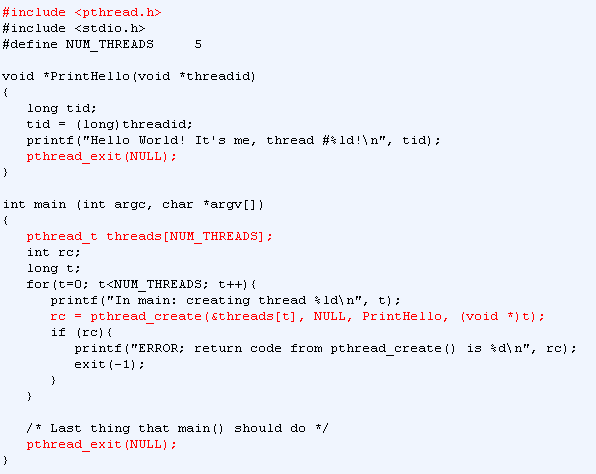 #include <pthread.h>
#include <stdio.h>
#define NUM_THREADS     5

void *PrintHello(void *threadid)
{
   long tid;
   tid = (long)threadid;
   printf("Hello World! It's me, thread #%ld!\n", tid);
   pthread_exit(NULL);
}

int main (int argc, char *argv[])
{
   pthread_t threads[NUM_THREADS];
   int rc;
   long t;
   for(t=0; t<NUM_THREADS; t++){
      printf("In main: creating thread %ld\n", t);
      rc = pthread_create(&threads[t], NULL, PrintHello, (void *)t);
      if (rc){
         printf("ERROR; return code from pthread_create() is %d\n", rc);
         exit(-1);
      }
   }

   /* Last thing that main() should do */
   pthread_exit(NULL);
}